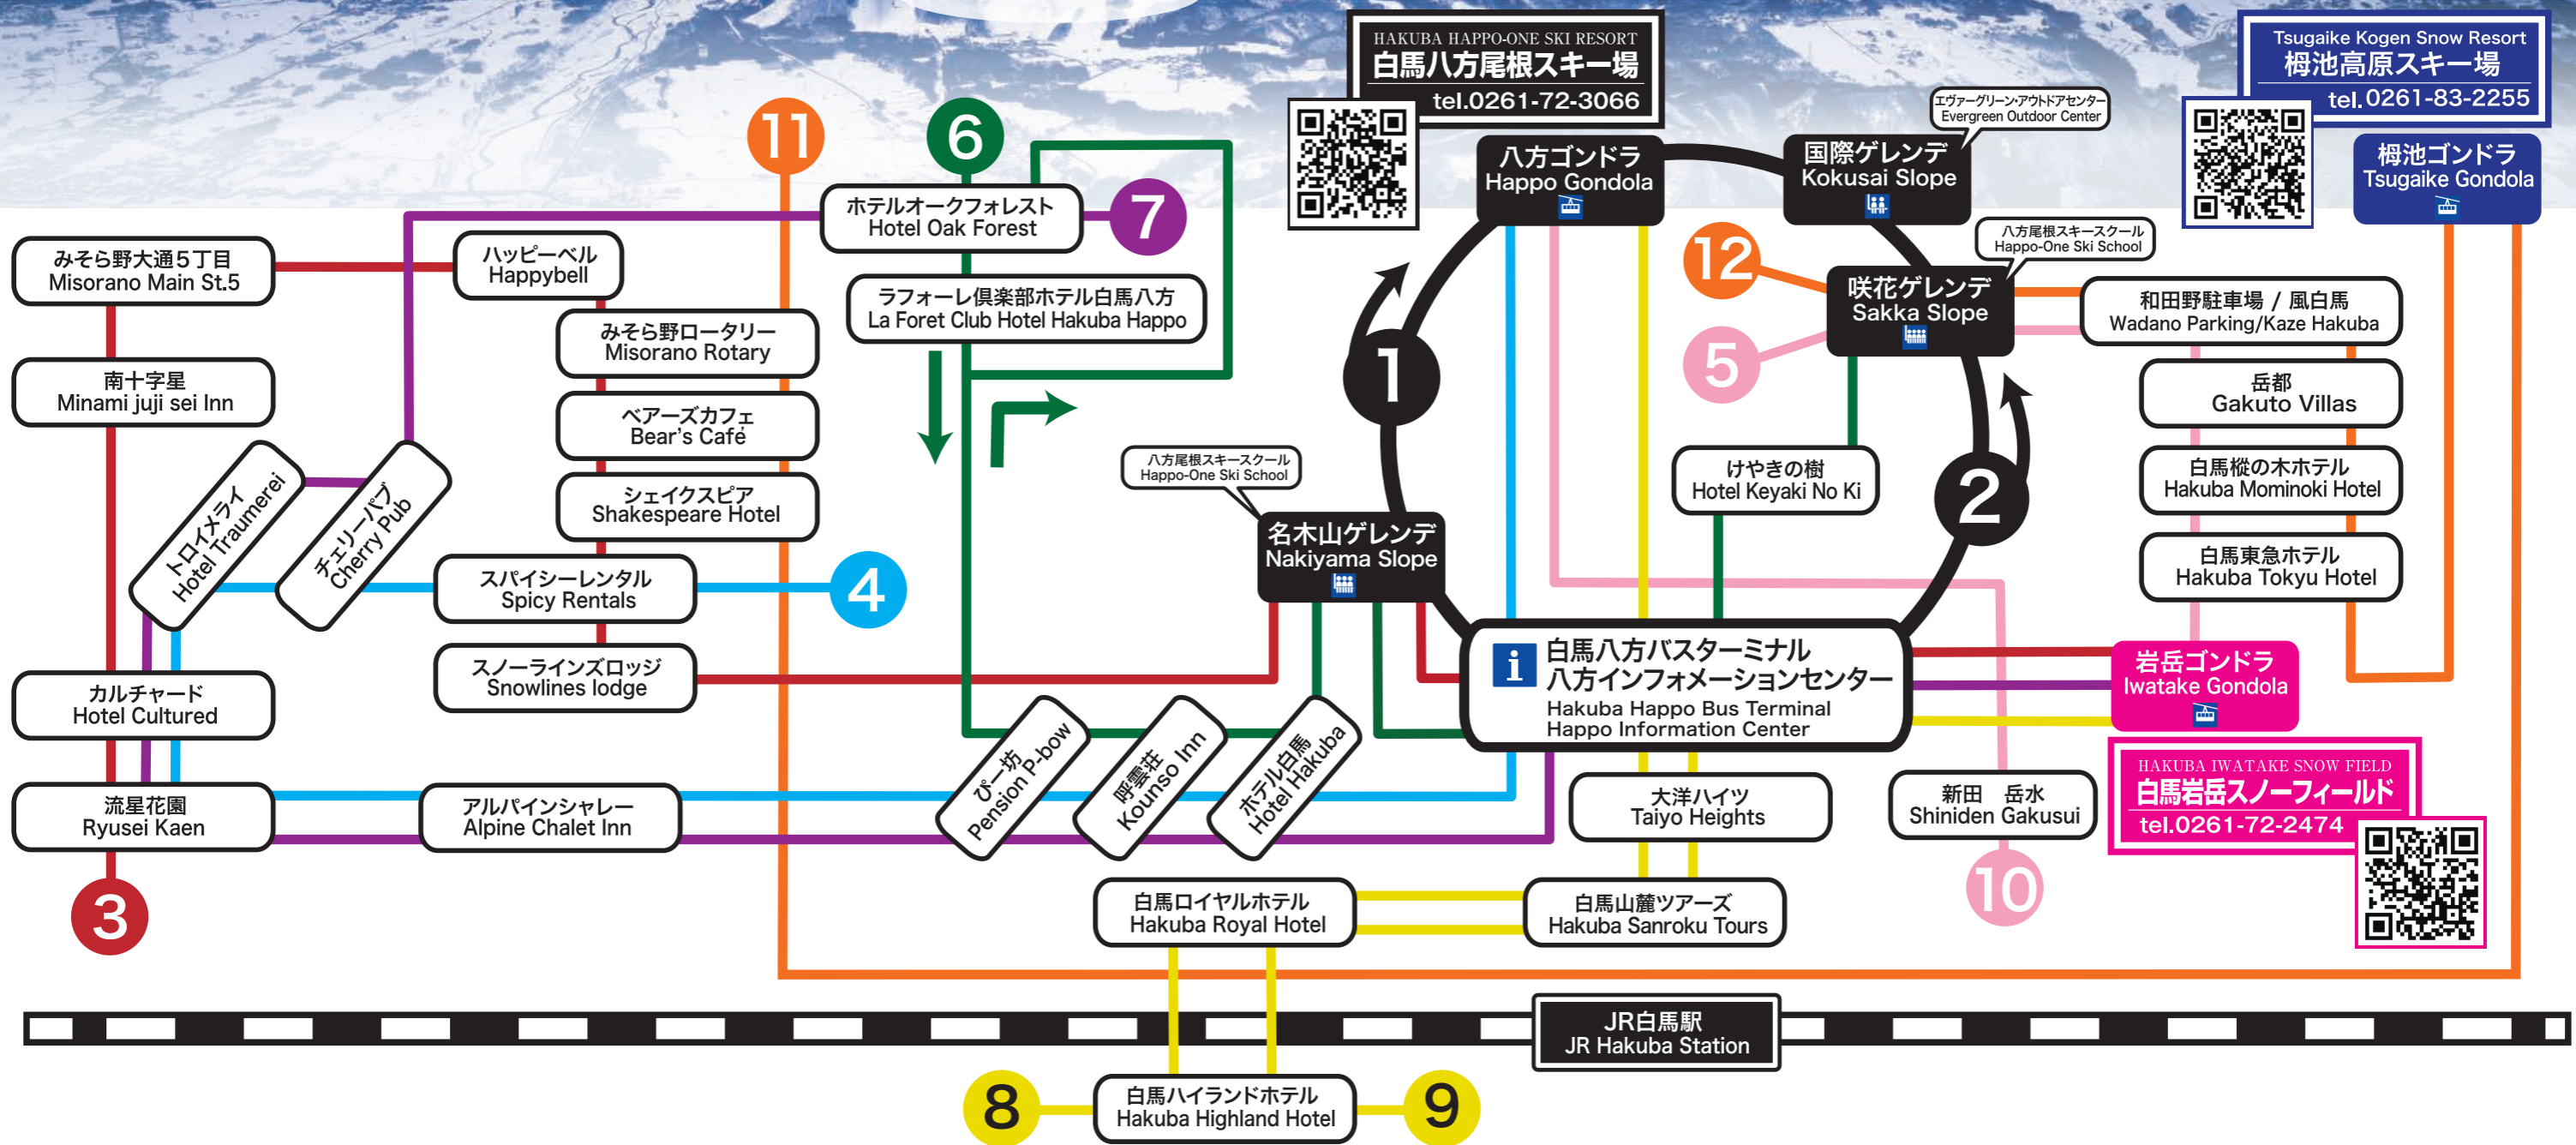 HAKUBA HAPPO-ONE SKI RESORT
白馬八方尾根スキー場
tel.0261-72-3066
Tsugaike Kogen Snow Resort
栂池高原スキー場
tel.0261-83-2255
エヴァーグリーン・アウトドアセンター
Evergreen Outdoor Center
11
6
7
八方ゴンドラ
Happo Gondola
国際ゲレンデ
Kokusai Slope
栂池ゴンドラ
Tsugaike Gondola
ホテルオークフォレスト
Hotel Oak Forest
みそら野大通5丁目
Misorano Main St.5
ハッピーベル
Happybell
12
八方尾根スキースクール
Happo-One Ski School
ラフォーレ倶楽部ホテル白馬八方
La Foret Club Hotel Hakuba Happo
咲花ゲレンデ
Sakka Slope
和田野駐車場 / 風白馬
Wadano Parking/Kaze Hakuba
みそら野ロータリー
Misorano Rotary
1
5
南十字星
Minami juji sei Inn
岳都
Gakuto Villas
ベアーズカフェ
Bear's Café
八方尾根スキースクール
Happo-One Ski School
けやきの樹
Hotel Keyaki No Ki
2
白馬樅の木ホテル
Hakuba Mominoki Hotel
トロイメライ
Hotel Traumerei
チェリーパブ
Cherry Pub
シェイクスピア
Shakespeare Hotel
名木山ゲレンデ
Nakiyama Slope
白馬東急ホテル
Hakuba Tokyu Hotel
スパイシーレンタル
Spicy Rentals
4
スノーラインズロッジ
Snowlines lodge
i
白馬八方バスターミナル
八方インフォメーションセンター
Hakuba Happo Bus Terminal
Happo Information Center
岩岳ゴンドラ
Iwatake Gondola
カルチャード
Hotel Cultured
ぴー坊
Pension P-bow
呼雲荘
Kounso Inn
ホテル白馬
Hotel Hakuba
HAKUBA IWATAKE SNOW FIELD
白馬岩岳スノーフィールド
tel.0261-72-2474
流星花園
Ryusei Kaen
アルパインシャレー
Alpine Chalet Inn
大洋ハイツ
Taiyo Heights
新田 岳水
Shiniden Gakusui
3
10
白馬ロイヤルホテル
Hakuba Royal Hotel
白馬山麓ツアーズ
Hakuba Sanroku Tours
JR白馬駅
JR Hakuba Station
8
白馬ハイランドホテル
Hakuba Highland Hotel
9